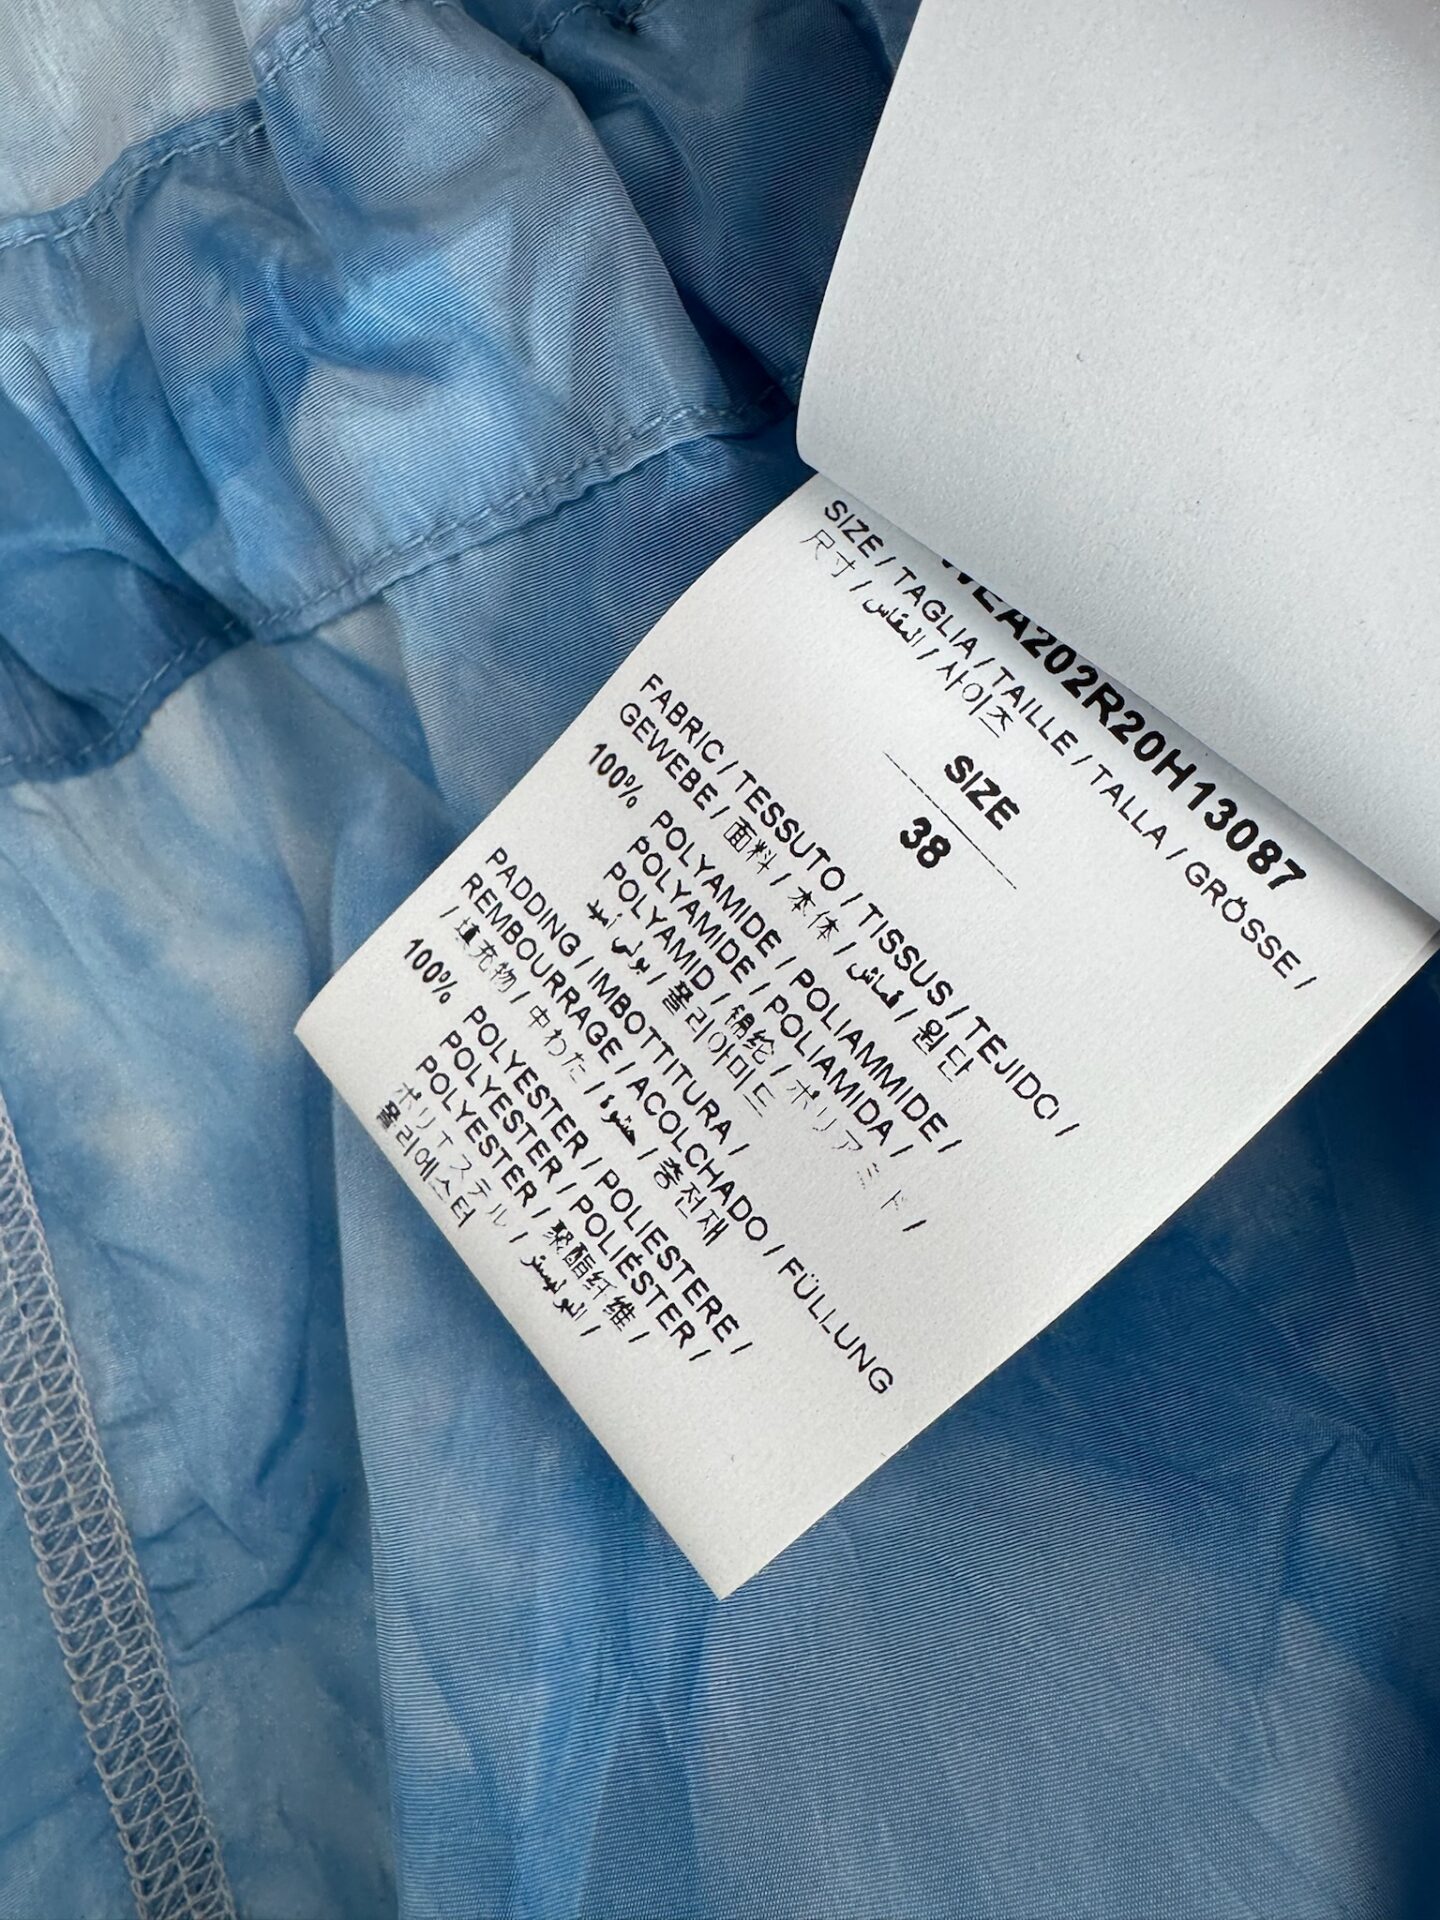 WEA202R20H13087
SIZE / TAGLIA / TAILLE / TALLA / GRÖSSE /
尺寸 / المقاس / 사이즈
SIZE
38
FABRIC / TESSUTO / TISSUS / TEJIDO /
GEWEBE / 面料 / 本体 / قماش / 원단
100% POLYAMIDE / POLIAMMIDE /
POLYAMIDE / POLIAMIDA /
POLYAMID / 锦纶 / ポリアミド /
بولي أميد / 폴리아미드
PADDING / IMBOTTITURA /
REMBOURRAGE / ACOLCHADO / FÜLLUNG
/ 填充物 / 中わた / حشوة / 충전재
100% POLYESTER / POLIESTERE /
POLYESTER / POLIÉSTER /
POLYESTER / 聚酯纤维 /
ポリエステル / البوليستر /
폴리에스터